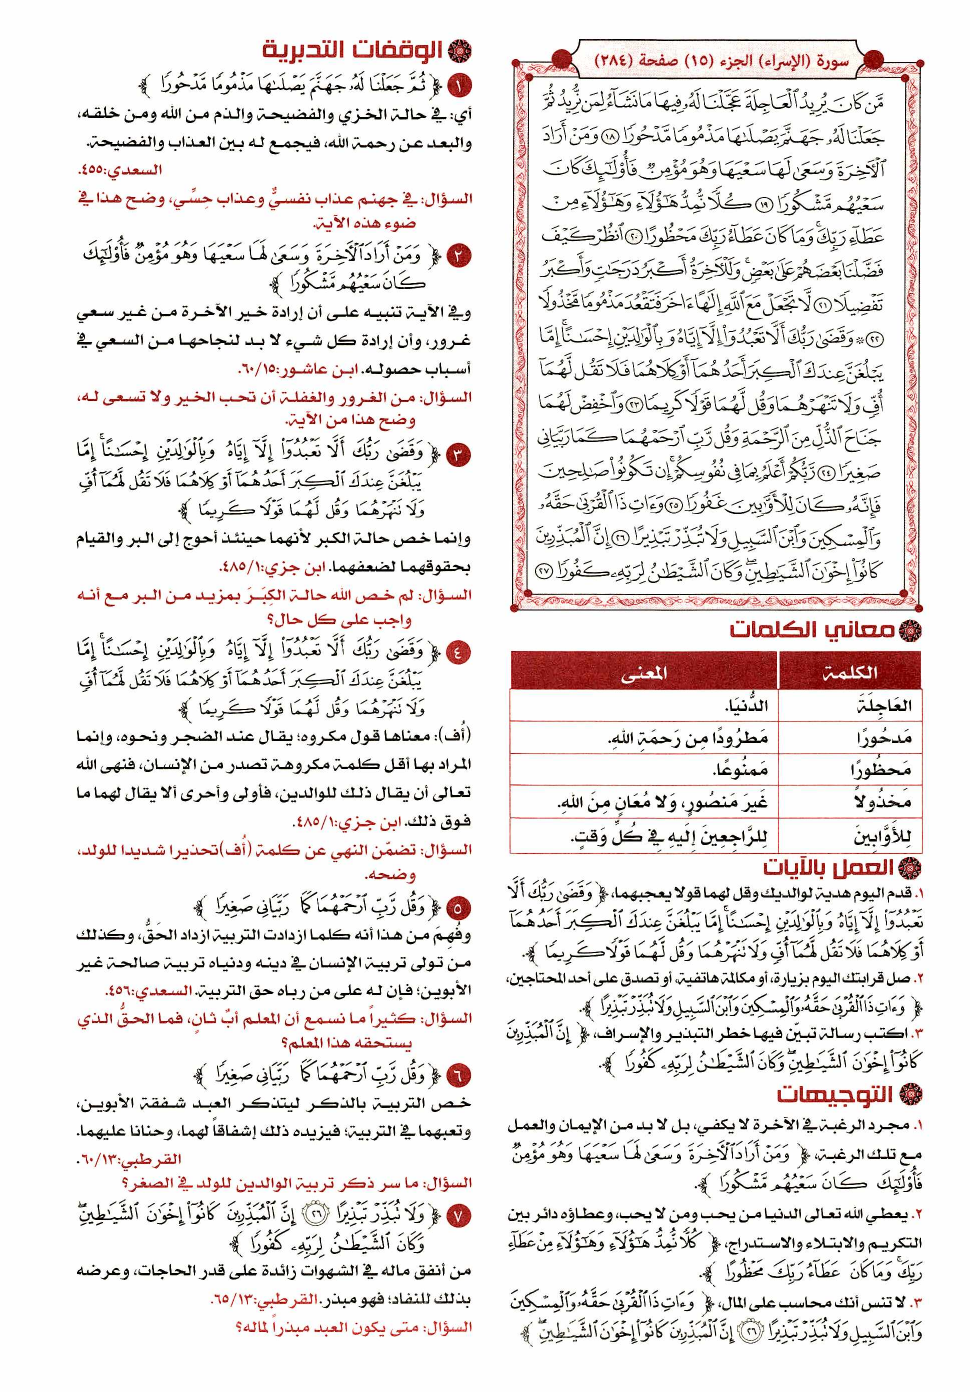 سورة (الإسراء) الجزء (١٥) صفحة (٢٨٤)
مَّن كَانَ يُرِيدُ ٱلْعَاجِلَةَ عَجَّلْنَا لَهُۥ فِيهَا مَا نَشَآءُ لِمَن نُّرِيدُ ثُمَّ
جَعَلْنَا لَهُۥ جَهَنَّمَ يَصْلَىٰهَا مَذْمُومًا مَّدْحُورًا ١٨ وَمَنْ أَرَادَ
ٱلْءَاخِرَةَ وَسَعَىٰ لَهَا سَعْيَهَا وَهُوَ مُؤْمِنٌ فَأُو۟لَٰٓئِكَ كَانَ
سَعْيُهُم مَّشْكُورًا ١٩ كُلًّا نُّمِدُّ هَٰٓؤُلَآءِ وَهَٰٓؤُلَآءِ مِنْ
عَطَآءِ رَبِّكَ ۚ وَمَا كَانَ عَطَآءُ رَبِّكَ مَحْظُورًا ٢٠ ٱنظُرْ كَيْفَ
فَضَّلْنَا بَعْضَهُمْ عَلَىٰ بَعْضٍ ۚ وَلَلْءَاخِرَةُ أَكْبَرُ دَرَجَٰتٍ وَأَكْبَرُ
تَفْضِيلًا ٢١ لَّا تَجْعَلْ مَعَ ٱللَّهِ إِلَٰهًا ءَاخَرَ فَتَقْعُدَ مَذْمُومًا مَّخْذُولًا
٢٢ ۞ وَقَضَىٰ رَبُّكَ أَلَّا تَعْبُدُوٓا۟ إِلَّآ إِيَّاهُ وَبِٱلْوَٰلِدَيْنِ إِحْسَٰنًا ۚ إِمَّا
يَبْلُغَنَّ عِندَكَ ٱلْكِبَرَ أَحَدُهُمَآ أَوْ كِلَاهُمَا فَلَا تَقُل لَّهُمَآ
أُفٍّ وَلَا تَنْهَرْهُمَا وَقُل لَّهُمَا قَوْلًا كَرِيمًا ٢٣ وَٱخْفِضْ لَهُمَا
جَنَاحَ ٱلذُّلِّ مِنَ ٱلرَّحْمَةِ وَقُل رَّبِّ ٱرْحَمْهُمَا كَمَا رَبَّيَانِى
صَغِيرًا ٢٤ رَّبُّكُمْ أَعْلَمُ بِمَا فِى نُفُوسِكُمْ ۚ إِن تَكُونُوا۟ صَٰلِحِينَ
فَإِنَّهُۥ كَانَ لِلْأَوَّٰبِينَ غَفُورًا ٢٥ وَءَاتِ ذَا ٱلْقُرْبَىٰ حَقَّهُۥ
وَٱلْمِسْكِينَ وَٱبْنَ ٱلسَّبِيلِ وَلَا تُبَذِّرْ تَبْذِيرًا ٢٦ إِنَّ ٱلْمُبَذِّرِينَ
كَانُوٓا۟ إِخْوَٰنَ ٱلشَّيَٰطِينِ ۖ وَكَانَ ٱلشَّيْطَٰنُ لِرَبِّهِۦ كَفُورًا ٢٧
معاني الكلمات
الكلمة المعنى
العَاجِلَةَ الدُّنيَا.
مَدحُورًا مَطرُودًا مِن رَحمَةِ اللهِ.
مَحظُورًا مَمنُوعًا.
مَخذُولاً غَيرَ مَنصُورٍ، وَلا مُعَانٍ مِنَ اللهِ.
لِلأَوَّابِينَ لِلرَّاجِعِينَ إِلَيهِ فِي كُلِّ وَقتٍ.
العمل بالآيات
١. قدم اليوم هدية لوالديك وقل لهما قولا يعجبهما، ﴿ وَقَضَىٰ رَبُّكَ أَلَّا
تَعْبُدُوٓا۟ إِلَّآ إِيَّاهُ وَبِٱلْوَٰلِدَيْنِ إِحْسَٰنًا ۚ إِمَّا يَبْلُغَنَّ عِندَكَ ٱلْكِبَرَ أَحَدُهُمَآ
أَوْ كِلَاهُمَا فَلَا تَقُل لَّهُمَآ أُفٍّ وَلَا تَنْهَرْهُمَا وَقُل لَّهُمَا قَوْلًا كَرِيمًا ﴾.
٢. صل قرابتك اليوم بزيارة، أو مكالمة هاتفية، أو تصدق على أحد المحتاجين،
﴿ وَءَاتِ ذَا ٱلْقُرْبَىٰ حَقَّهُۥ وَٱلْمِسْكِينَ وَٱبْنَ ٱلسَّبِيلِ وَلَا تُبَذِّرْ تَبْذِيرًا ﴾.
٣. اكتب رسالة تبيّن فيها خطر التبذير والإسراف، ﴿ إِنَّ ٱلْمُبَذِّرِينَ
كَانُوٓا۟ إِخْوَٰنَ ٱلشَّيَٰطِينِ ۖ وَكَانَ ٱلشَّيْطَٰنُ لِرَبِّهِۦ كَفُورًا ﴾.
التوجيهات
١. مجرد الرغبة في الآخرة لا يكفي، بل لا بد من الإيمان والعمل
مع تلك الرغبة، ﴿ وَمَنْ أَرَادَ ٱلْءَاخِرَةَ وَسَعَىٰ لَهَا سَعْيَهَا وَهُوَ مُؤْمِنٌ
فَأُو۟لَٰٓئِكَ كَانَ سَعْيُهُم مَّشْكُورًا ﴾.
٢. يعطي الله تعالى الدنيا من يحب ومن لا يحب، وعطاؤه دائر بين
التكريم والابتلاء والاستدراج، ﴿ كُلًّا نُّمِدُّ هَٰٓؤُلَآءِ وَهَٰٓؤُلَآءِ مِنْ عَطَآءِ
رَبِّكَ ۚ وَمَا كَانَ عَطَآءُ رَبِّكَ مَحْظُورًا ﴾.
٣. لا تنس أنك محاسب على المال، ﴿ وَءَاتِ ذَا ٱلْقُرْبَىٰ حَقَّهُۥ وَٱلْمِسْكِينَ
وَٱبْنَ ٱلسَّبِيلِ وَلَا تُبَذِّرْ تَبْذِيرًا ٢٦ إِنَّ ٱلْمُبَذِّرِينَ كَانُوٓا۟ إِخْوَٰنَ ٱلشَّيَٰطِينِ ﴾
الوقفات التدبرية
١ ﴿ ثُمَّ جَعَلْنَا لَهُۥ جَهَنَّمَ يَصْلَىٰهَا مَذْمُومًا مَّدْحُورًا ﴾
أي: في حالة الخزي والفضيحة والذم من الله ومن خلقه،
والبعد عن رحمة الله، فيجمع له بين العذاب والفضيحة.
السعدي:٤٥٥.
السؤال: في جهنم عذاب نفسيٌّ وعذاب حِسِّي، وضح هذا في
ضوء هذه الآية.
٢ ﴿ وَمَنْ أَرَادَ ٱلْءَاخِرَةَ وَسَعَىٰ لَهَا سَعْيَهَا وَهُوَ مُؤْمِنٌ فَأُو۟لَٰٓئِكَ
كَانَ سَعْيُهُم مَّشْكُورًا ﴾
وفي الآية تنبيه على أن إرادة خير الآخرة من غير سعي
غرور، وأن إرادة كل شيء لا بد لنجاحها من السعي في
أسباب حصوله. ابن عاشور:٦٠/١٥.
السؤال: من الغرور والغفلة أن تحب الخير ولا تسعى له،
وضح هذا من الآية.
٣ ﴿ وَقَضَىٰ رَبُّكَ أَلَّا تَعْبُدُوٓا۟ إِلَّآ إِيَّاهُ وَبِٱلْوَٰلِدَيْنِ إِحْسَٰنًا ۚ إِمَّا
يَبْلُغَنَّ عِندَكَ ٱلْكِبَرَ أَحَدُهُمَآ أَوْ كِلَاهُمَا فَلَا تَقُل لَّهُمَآ أُفٍّ
وَلَا تَنْهَرْهُمَا وَقُل لَّهُمَا قَوْلًا كَرِيمًا ﴾
وإنما خص حالة الكبر لأنهما حينئذ أحوج إلى البر والقيام
بحقوقهما لضعفهما. ابن جزي:٤٨٥/١.
السؤال: لم خص الله حالة الكِبَرَ بمزيد من البر مع أنه
واجب على كل حال؟
٤ ﴿ وَقَضَىٰ رَبُّكَ أَلَّا تَعْبُدُوٓا۟ إِلَّآ إِيَّاهُ وَبِٱلْوَٰلِدَيْنِ إِحْسَٰنًا ۚ إِمَّا
يَبْلُغَنَّ عِندَكَ ٱلْكِبَرَ أَحَدُهُمَآ أَوْ كِلَاهُمَا فَلَا تَقُل لَّهُمَآ أُفٍّ
وَلَا تَنْهَرْهُمَا وَقُل لَّهُمَا قَوْلًا كَرِيمًا ﴾
(أُف): معناها قول مكروه؛ يقال عند الضجر ونحوه، وإنما
المراد بها أقل كلمة مكروهة تصدر من الإنسان، فنهى الله
تعالى أن يقال ذلك للوالدين، فأولى وأحرى ألا يقال لهما ما
فوق ذلك. ابن جزي:٤٨٥/١.
السؤال: تضمّن النهي عن كلمة (أُف)تحذيرا شديدا للولد،
وضحه.
٥ ﴿ وَقُل رَّبِّ ٱرْحَمْهُمَا كَمَا رَبَّيَانِى صَغِيرًا ﴾
وفُهِمَ من هذا أنه كلما ازدادت التربية ازداد الحقُّ، وكذلك
من تولى تربية الإنسان في دينه ودنياه تربية صالحة غير
الأبوين؛ فإن له على من رباه حق التربية. السعدي:٤٥٦.
السؤال: كثيراً ما نسمع أن المعلم أبٌ ثانٍ، فما الحقُّ الذي
يستحقه هذا المعلم؟
٦ ﴿ وَقُل رَّبِّ ٱرْحَمْهُمَا كَمَا رَبَّيَانِى صَغِيرًا ﴾
خص التربية بالذكر ليتذكر العبد شفقة الأبوين،
وتعبهما في التربية؛ فيزيده ذلك إشفاقاً لهما، وحنانا عليهما.
القرطبي:٦٠/١٣.
السؤال: ما سر ذكر تربية الوالدين للولد في الصغر؟
٧ ﴿ وَلَا تُبَذِّرْ تَبْذِيرًا ٢٦ إِنَّ ٱلْمُبَذِّرِينَ كَانُوٓا۟ إِخْوَٰنَ ٱلشَّيَٰطِينِ ۖ
وَكَانَ ٱلشَّيْطَٰنُ لِرَبِّهِۦ كَفُورًا ﴾
من أنفق ماله في الشهوات زائدة على قدر الحاجات، وعرضه
بذلك للنفاد؛ فهو مبذر. القرطبي:٦٥/١٣.
السؤال: متى يكون العبد مبذراً لماله؟